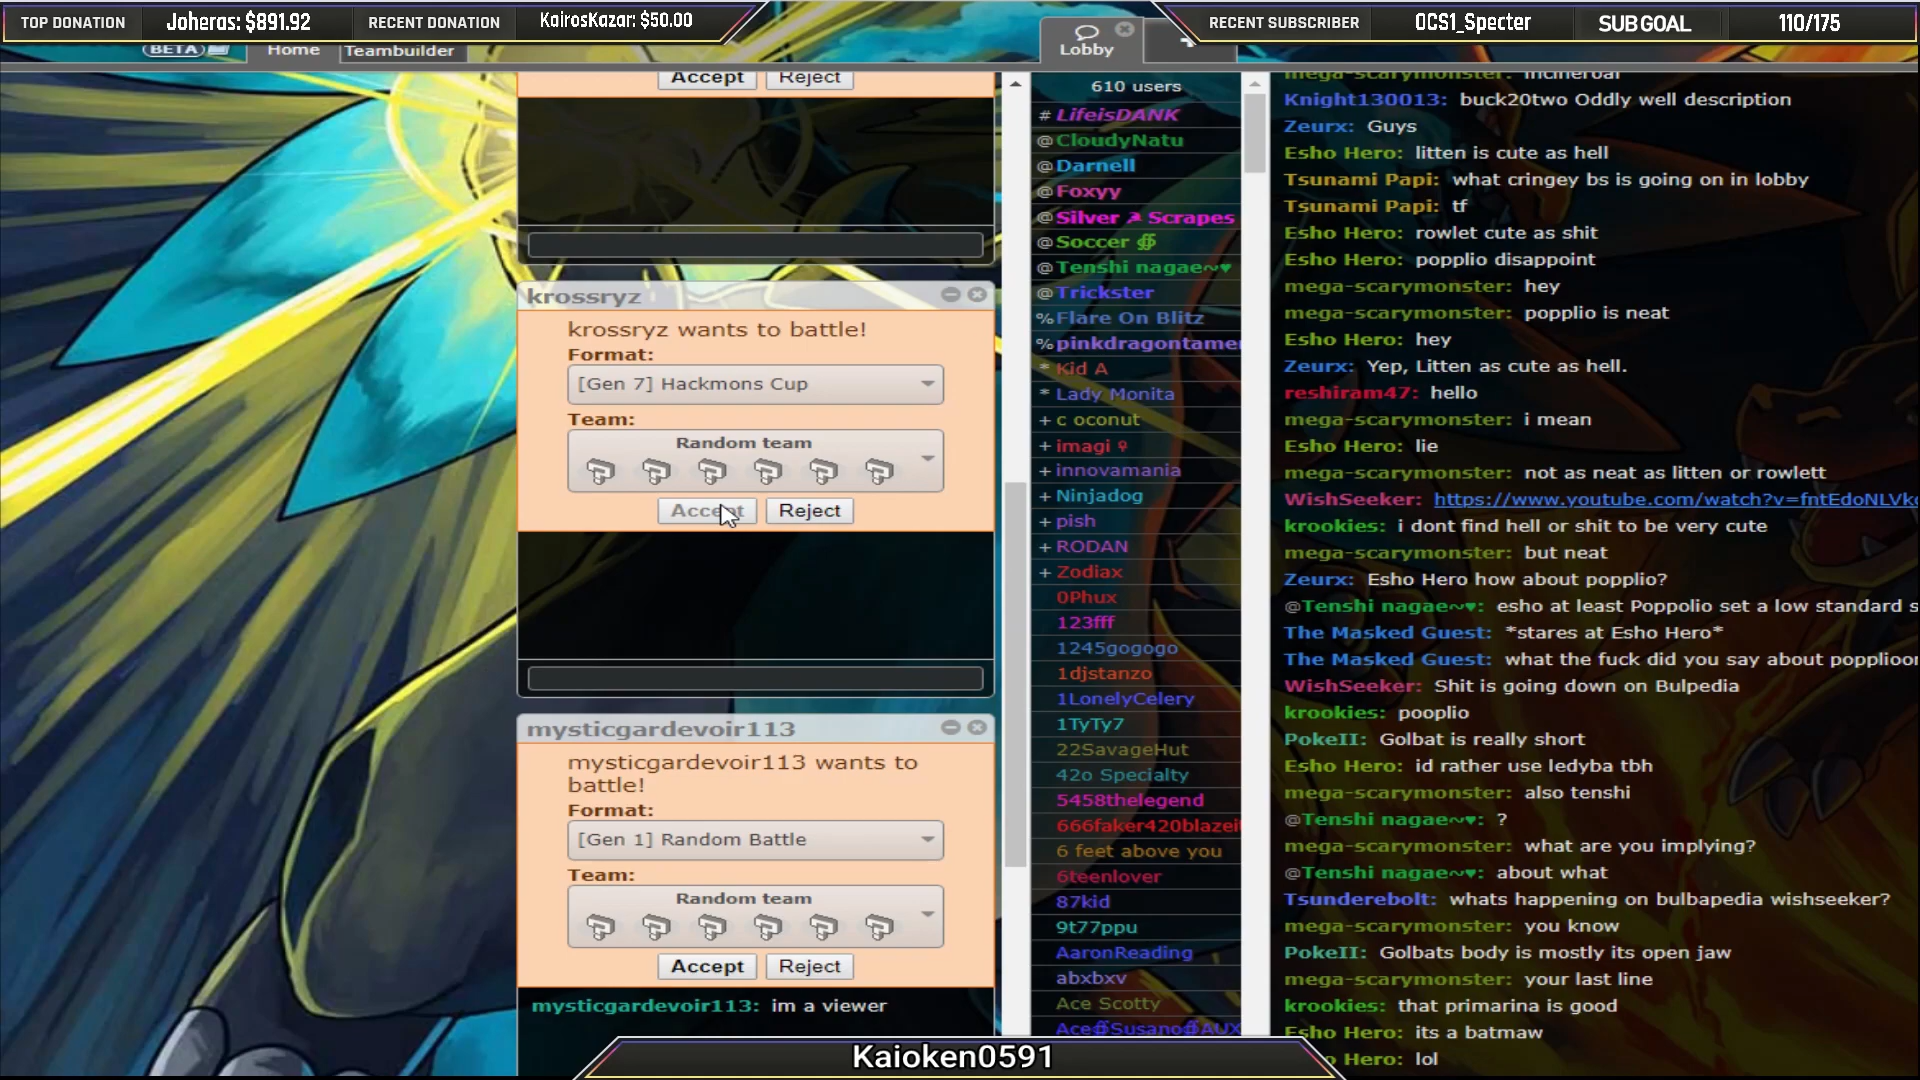 TOP DONATION
Joheras: $891.92
RECENT DONATION
KairosKazar: $50.00
RECENT SUBSCRIBER
OCS1_Specter
SUB GOAL
110/175
BETA
Home
Teambuilder
Lobby
+
Accept
Reject
krossryz
krossryz wants to battle!
Format:
[Gen 7] Hackmons Cup
Team:
Random team
Accept
Reject
mysticgardevoir113
mysticgardevoir113 wants to
battle!
Format:
[Gen 1] Random Battle
Team:
Random team
Accept
Reject
mysticgardevoir113: im a viewer
610 users
# LifeisDANK
@CloudyNatu
@Darnell
@Foxyy
@Silver ☭ Scrapes
@Soccer ∯
@Tenshi nagae~♥
@Trickster
%Flare On Blitz
%pinkdragontamer
* Kid A
* Lady Monita
+ c oconut
+ imagi ♀
+ innovamania
+ Ninjadog
+ pish
+ RODAN
+ Zodiax
0Phux
123fff
1245gogogo
1djstanzo
1LonelyCelery
1TyTy7
22SavageHut
42o Specialty
5458thelegend
666faker420blazeit
6 feet above you
6teenlover
87kid
9t77ppu
AaronReading
abxbxv
Ace Scotty
Ace∯Susano∯AUX
mega-scarymonster: incineroar
Knight130013: buck20two Oddly well description
Zeurx: Guys
Esho Hero: litten is cute as hell
Tsunami Papi: what cringey bs is going on in lobby
Tsunami Papi: tf
Esho Hero: rowlet cute as shit
Esho Hero: popplio disappoint
mega-scarymonster: hey
mega-scarymonster: popplio is neat
Esho Hero: hey
Zeurx: Yep, Litten as cute as hell.
reshiram47: hello
mega-scarymonster: i mean
Esho Hero: lie
mega-scarymonster: not as neat as litten or rowlett
WishSeeker: https://www.youtube.com/watch?v=fntEdoNLVk
krookies: i dont find hell or shit to be very cute
mega-scarymonster: but neat
Zeurx: Esho Hero how about popplio?
@Tenshi nagae~♥: esho at least Poppolio set a low standard s
The Masked Guest: *stares at Esho Hero*
The Masked Guest: what the fuck did you say about popplioo
WishSeeker: Shit is going down on Bulpedia
krookies: pooplio
PokeII: Golbat is really short
Esho Hero: id rather use ledyba tbh
mega-scarymonster: also tenshi
@Tenshi nagae~♥: ?
mega-scarymonster: what are you implying?
@Tenshi nagae~♥: about what
Tsunderebolt: whats happening on bulbapedia wishseeker?
mega-scarymonster: you know
PokeII: Golbats body is mostly its open jaw
mega-scarymonster: your last line
krookies: that primarina is good
Esho Hero: its a batmaw
o Hero: lol
Kaioken0591